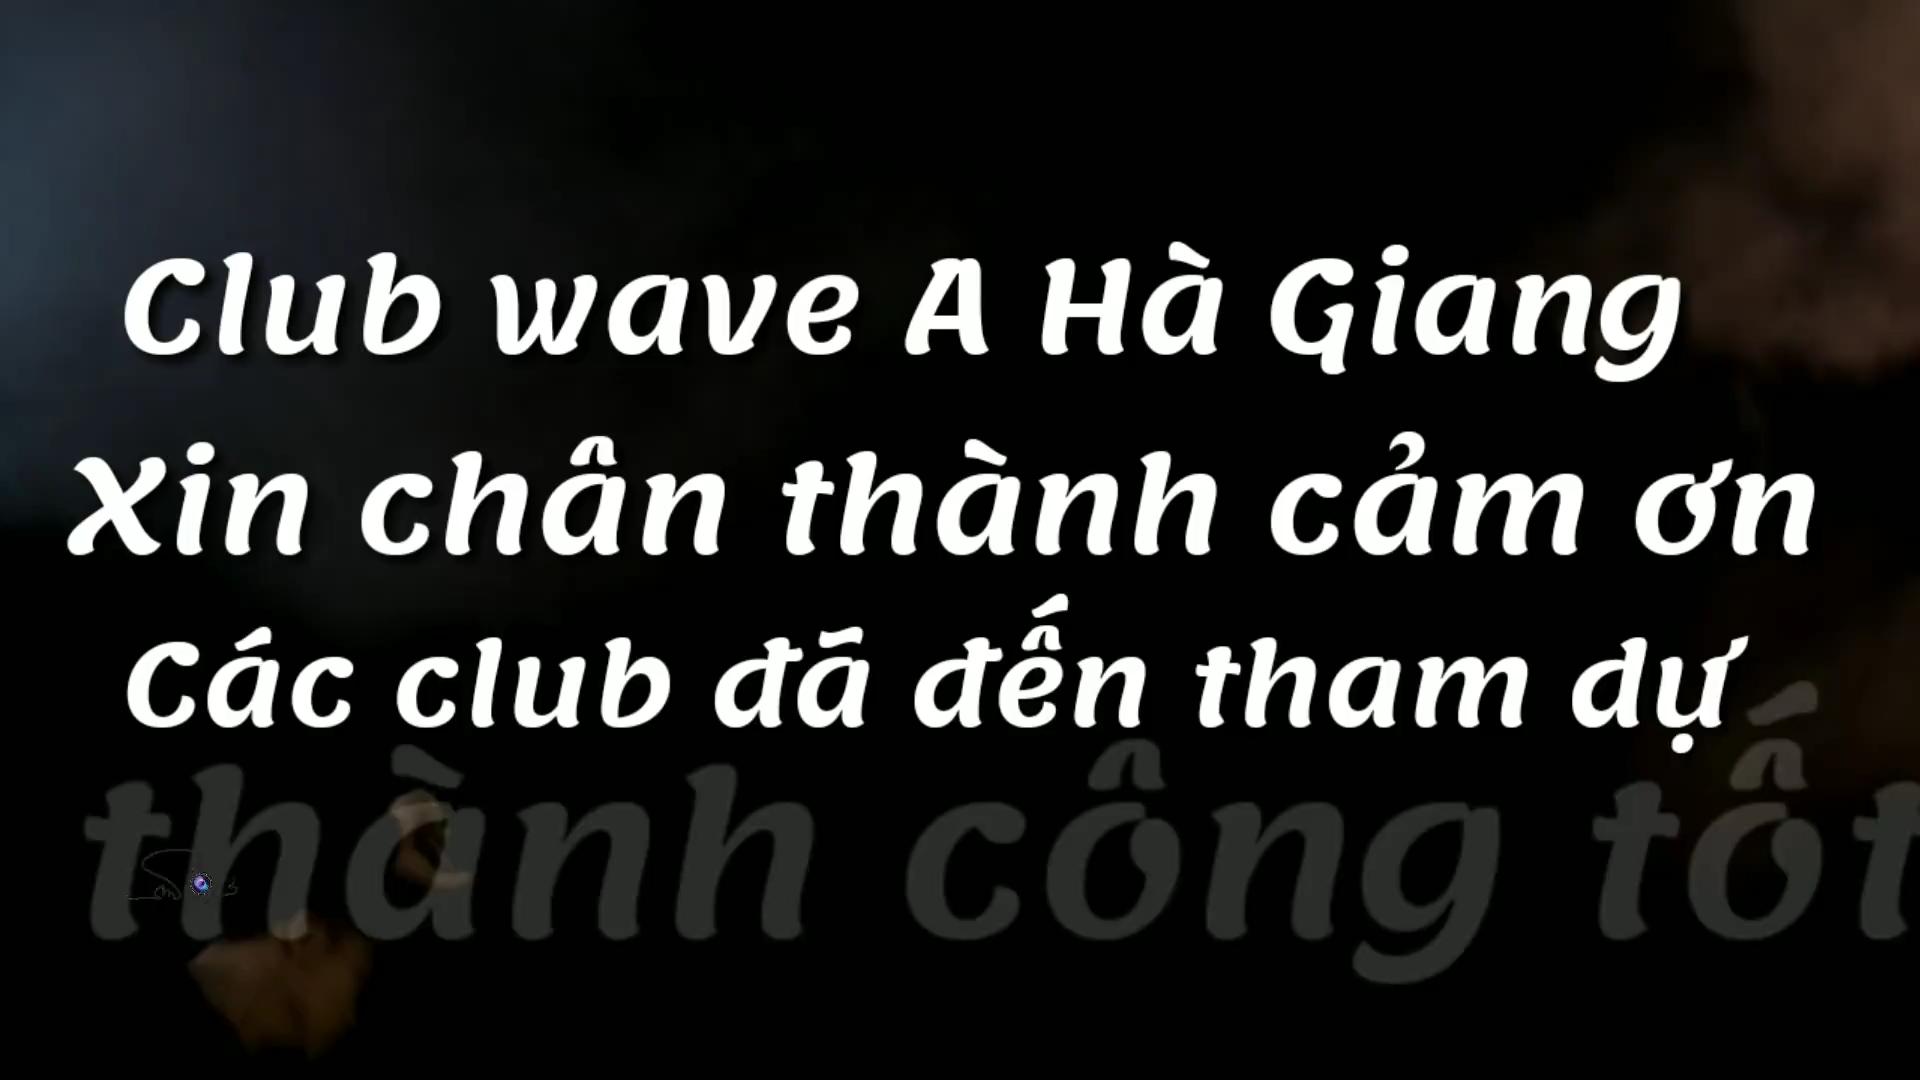 Club wave A Hà Giang
Xin chân thành cảm ơn
Các club đã đến tham dự
thành công tốt